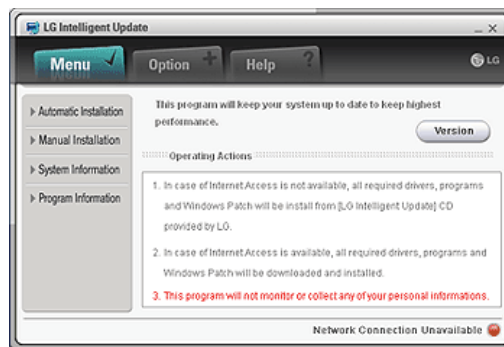 LG Intelligent Update
Menu
Option
Help
LG
Automatic Installation
Manual Installation
System Information
Program Information
This program will keep your system up to date to keep highest
performance.
Version
Operating Actions
1. In case of Internet Access is not available, all required drivers, programs
and Windows Patch will be install from [LG Intelligent Update] CD
provided by LG.
2. In case of Internet Access is available, all required drivers, programs and
Windows Patch will be downloaded and installed.
3. This program will not monitor or collect any of your personal informations.
Network Connection Unavailable